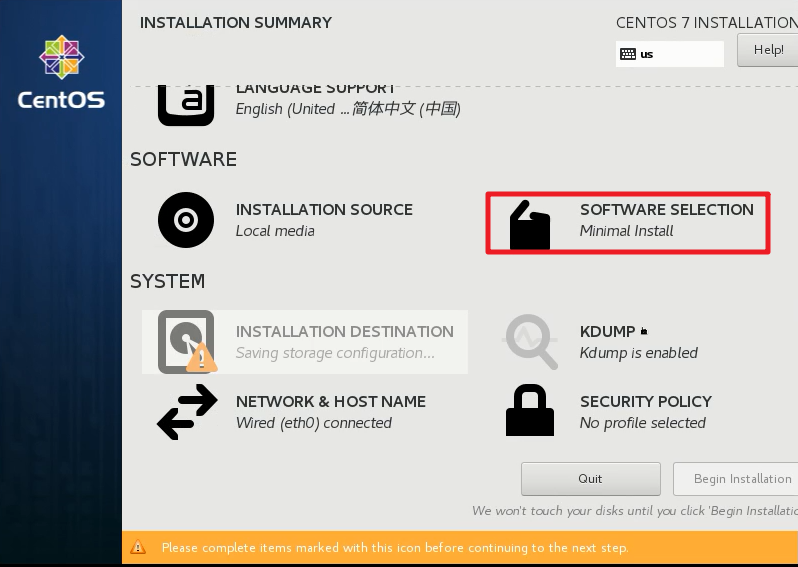 INSTALLATION SUMMARY
CENTOS 7 INSTALLATION
us
Help!
CentOS
LANGUAGE SUPPORT
English (United ...简体中文 (中国)
SOFTWARE
INSTALLATION SOURCE
Local media
SOFTWARE SELECTION
Minimal Install
SYSTEM
INSTALLATION DESTINATION
Saving storage configuration...
KDUMP
Kdump is enabled
NETWORK & HOST NAME
Wired (eth0) connected
SECURITY POLICY
No profile selected
Quit
Begin Installation
We won't touch your disks until you click 'Begin Installatio
Please complete items marked with this icon before continuing to the next step.